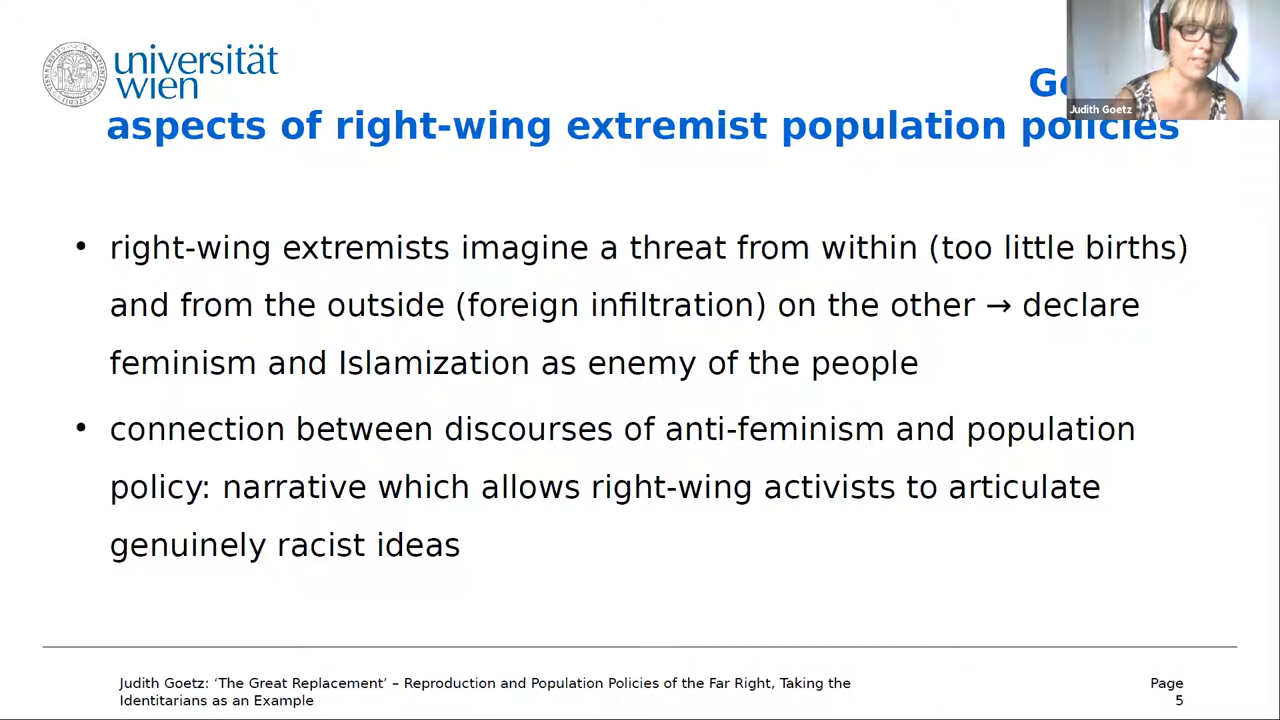 universität
wien
Judith Goetz
aspects of right-wing extremist population policies
• right-wing extremists imagine a threat from within (too little births)
and from the outside (foreign infiltration) on the other → declare
feminism and Islamization as enemy of the people
• connection between discourses of anti-feminism and population
policy: narrative which allows right-wing activists to articulate
genuinely racist ideas
Judith Goetz: ‘The Great Replacement’ – Reproduction and Population Policies of the Far Right, Taking the
Identitarians as an Example
Page
5